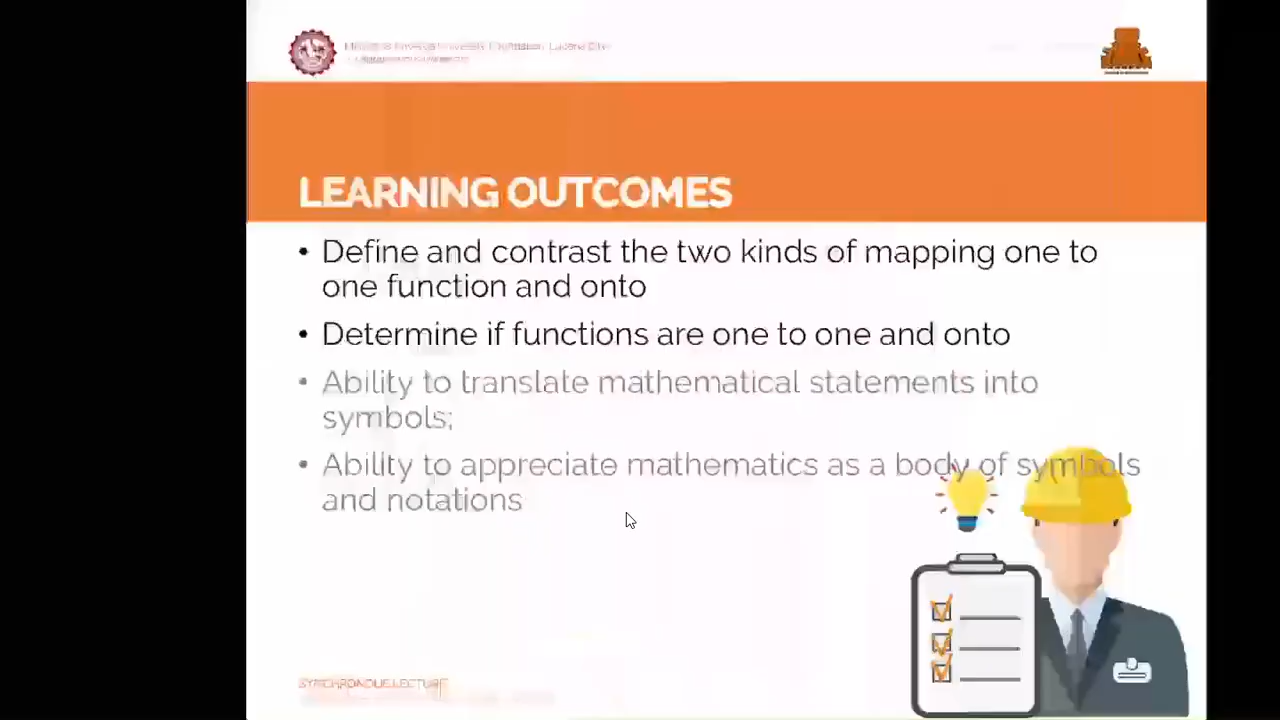 LEARNING OUTCOMES
• Define and contrast the two kinds of mapping one to
one function and onto
• Determine if functions are one to one and onto
• Ability to translate mathematical statements into
symbols;
• Ability to appreciate mathematics as a body of symbols
and notations
LECTURE